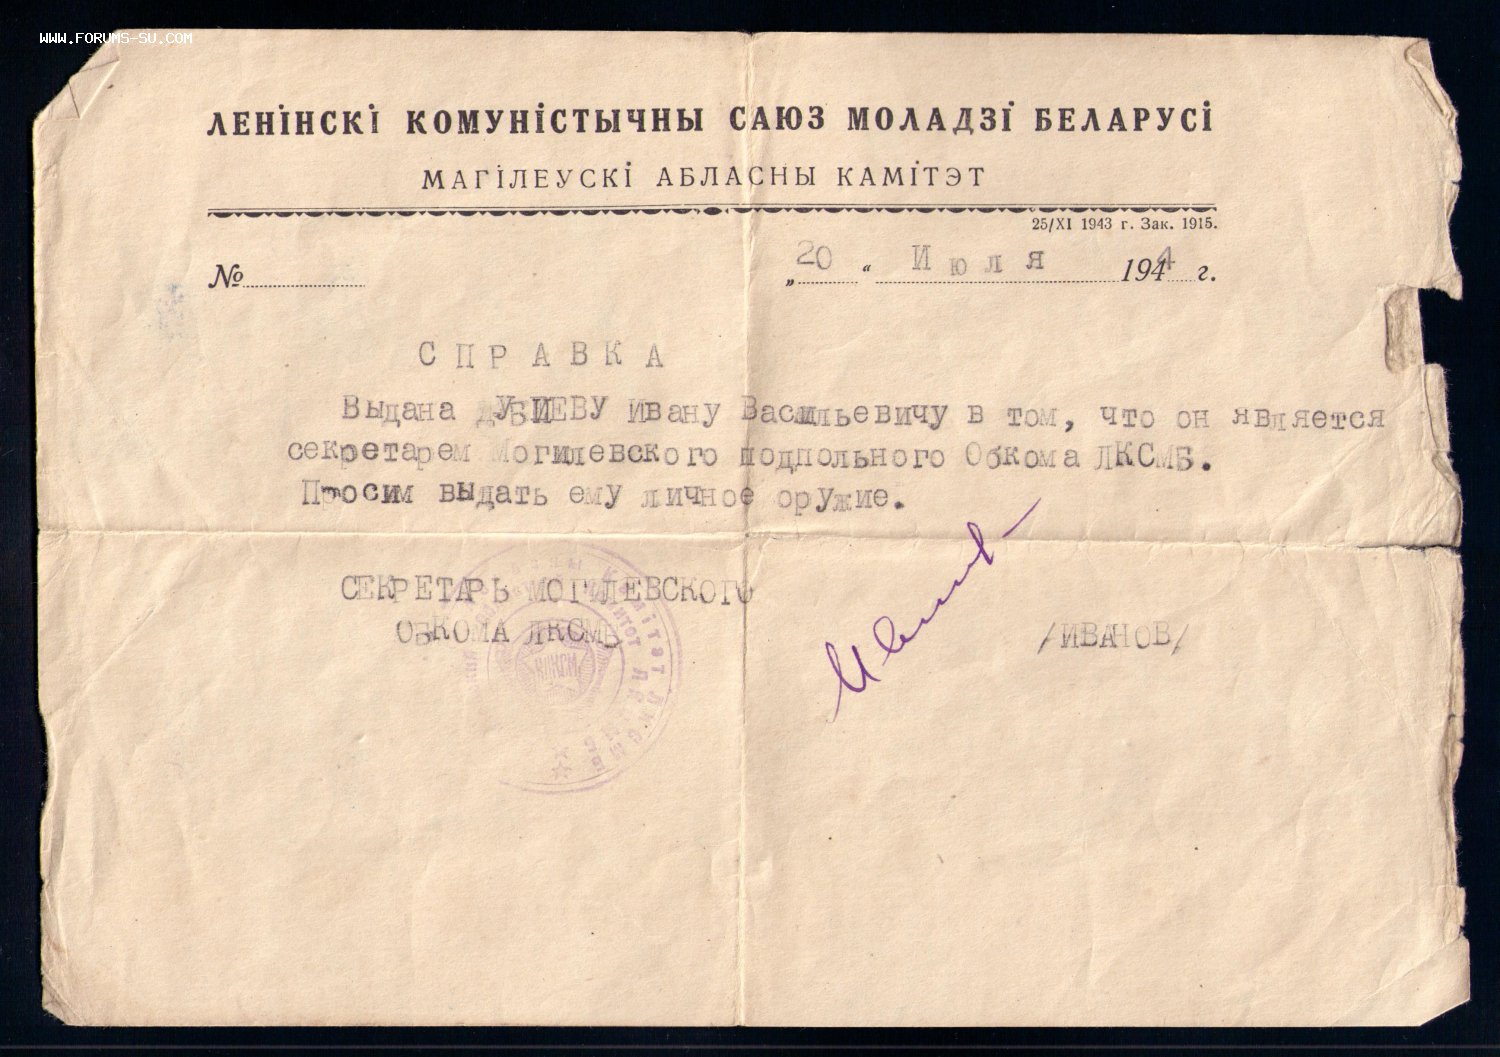 WWW.FORUMS-SU.COM
ЛЕНІНСКІ КОМУНІСТЫЧНЫ САЮЗ МОЛАДЗІ БЕЛАРУСІ
МАГІЛЕУСКІ АБЛАСНЫ КАМІТЭТ
25/XI 1943 г. Зак. 1915.
№ „20“ Июля 1944 г.
СПРАВКА
Выдана ДУБИЕВУ Ивану Васильевичу в том, что он является
секретарем Могилевского подпольного Обкома ЛКСМБ.
Просим выдать ему личное оружие.
СЕКРЕТАРЬ МОГИЛЕВСКОГО
ОБКОМА ЛКСМБ /ИВАНОВ/